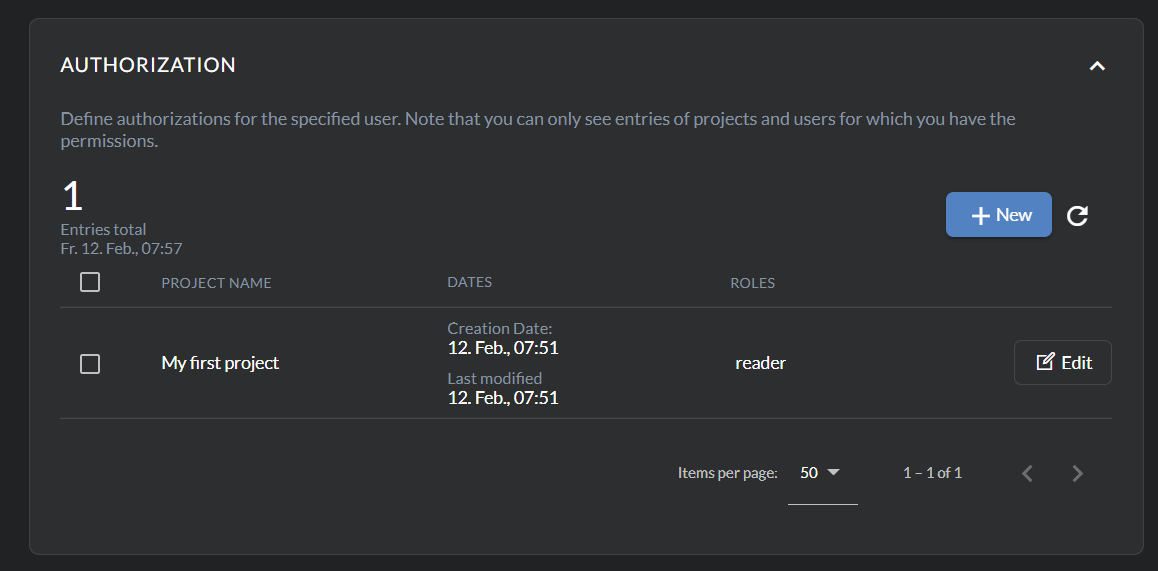 AUTHORIZATION
Define authorizations for the specified user. Note that you can only see entries of projects and users for which you have the
permissions.
1
Entries total
Fr. 12. Feb., 07:57
New
PROJECT NAME
DATES
ROLES
My first project
Creation Date:
12. Feb., 07:51
Last modified
12. Feb., 07:51
reader
Edit
Items per page:
50
1 – 1 of 1